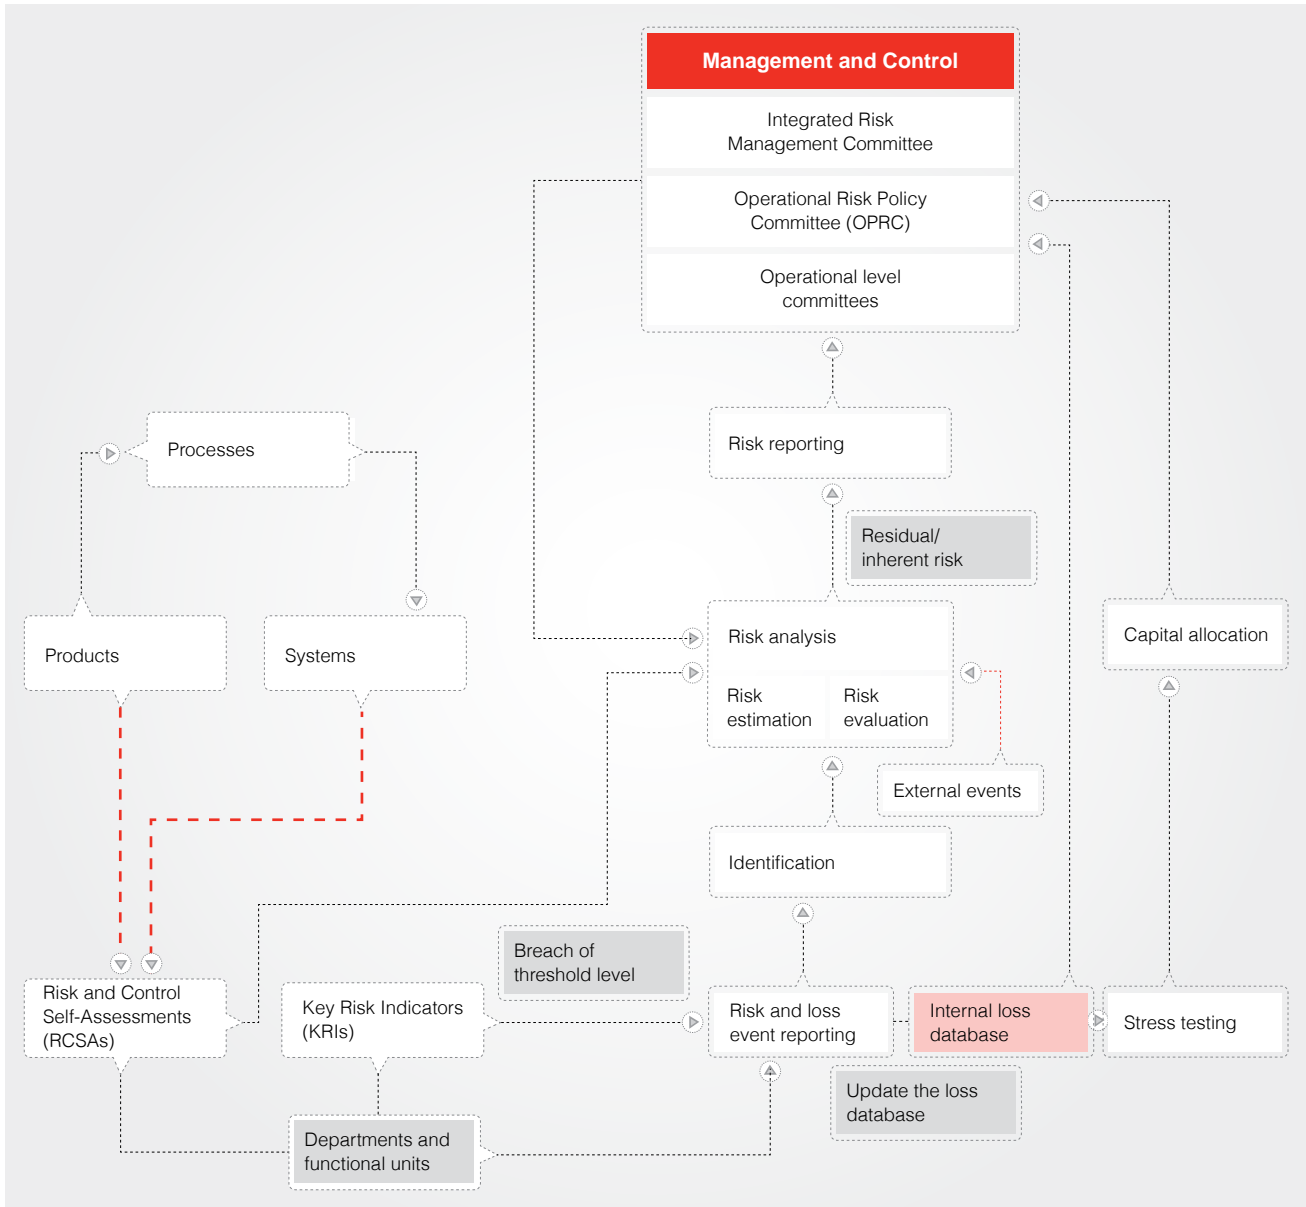 Management and Control
Integrated Risk
Management Committee
Operational Risk Policy
Committee (OPRC)
Operational level
committees
Risk reporting
Processes
Residual/
inherent risk
Products
Systems
Risk analysis
Risk
estimation
Risk
evaluation
Capital allocation
External events
Identification
Breach of
threshold level
Risk and Control
Self-Assessments
(RCSAs)
Key Risk Indicators
(KRIs)
Risk and loss
event reporting
Internal loss
database
Stress testing
Update the loss
database
Departments and
functional units